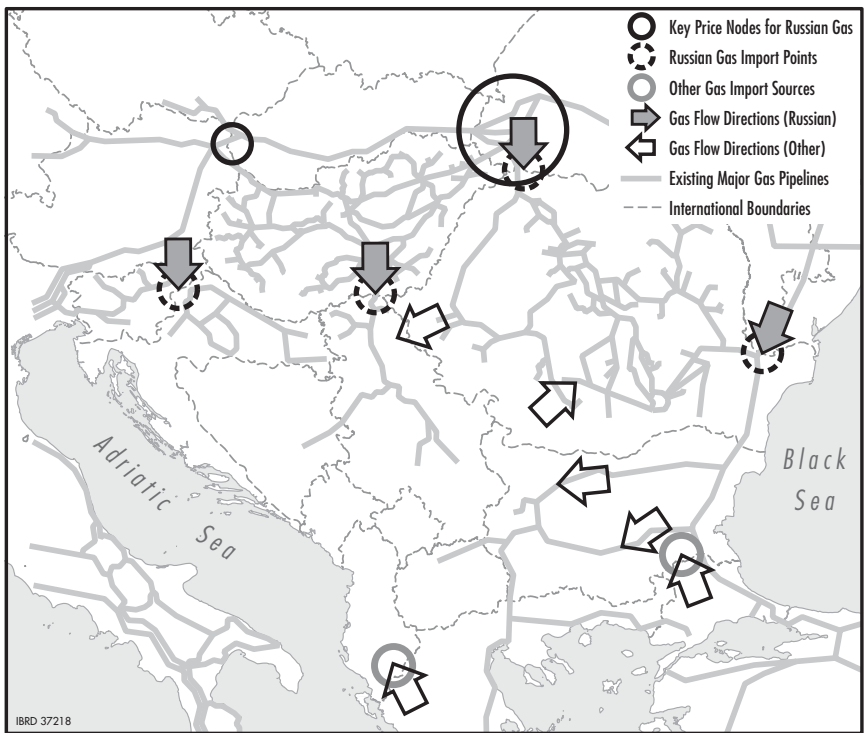 Key Price Nodes for Russian Gas
Russian Gas Import Points
Other Gas Import Sources
Gas Flow Directions (Russian)
Gas Flow Directions (Other)
Existing Major Gas Pipelines
International Boundaries
Adriatic Sea
Black
Sea
IBRD 37218